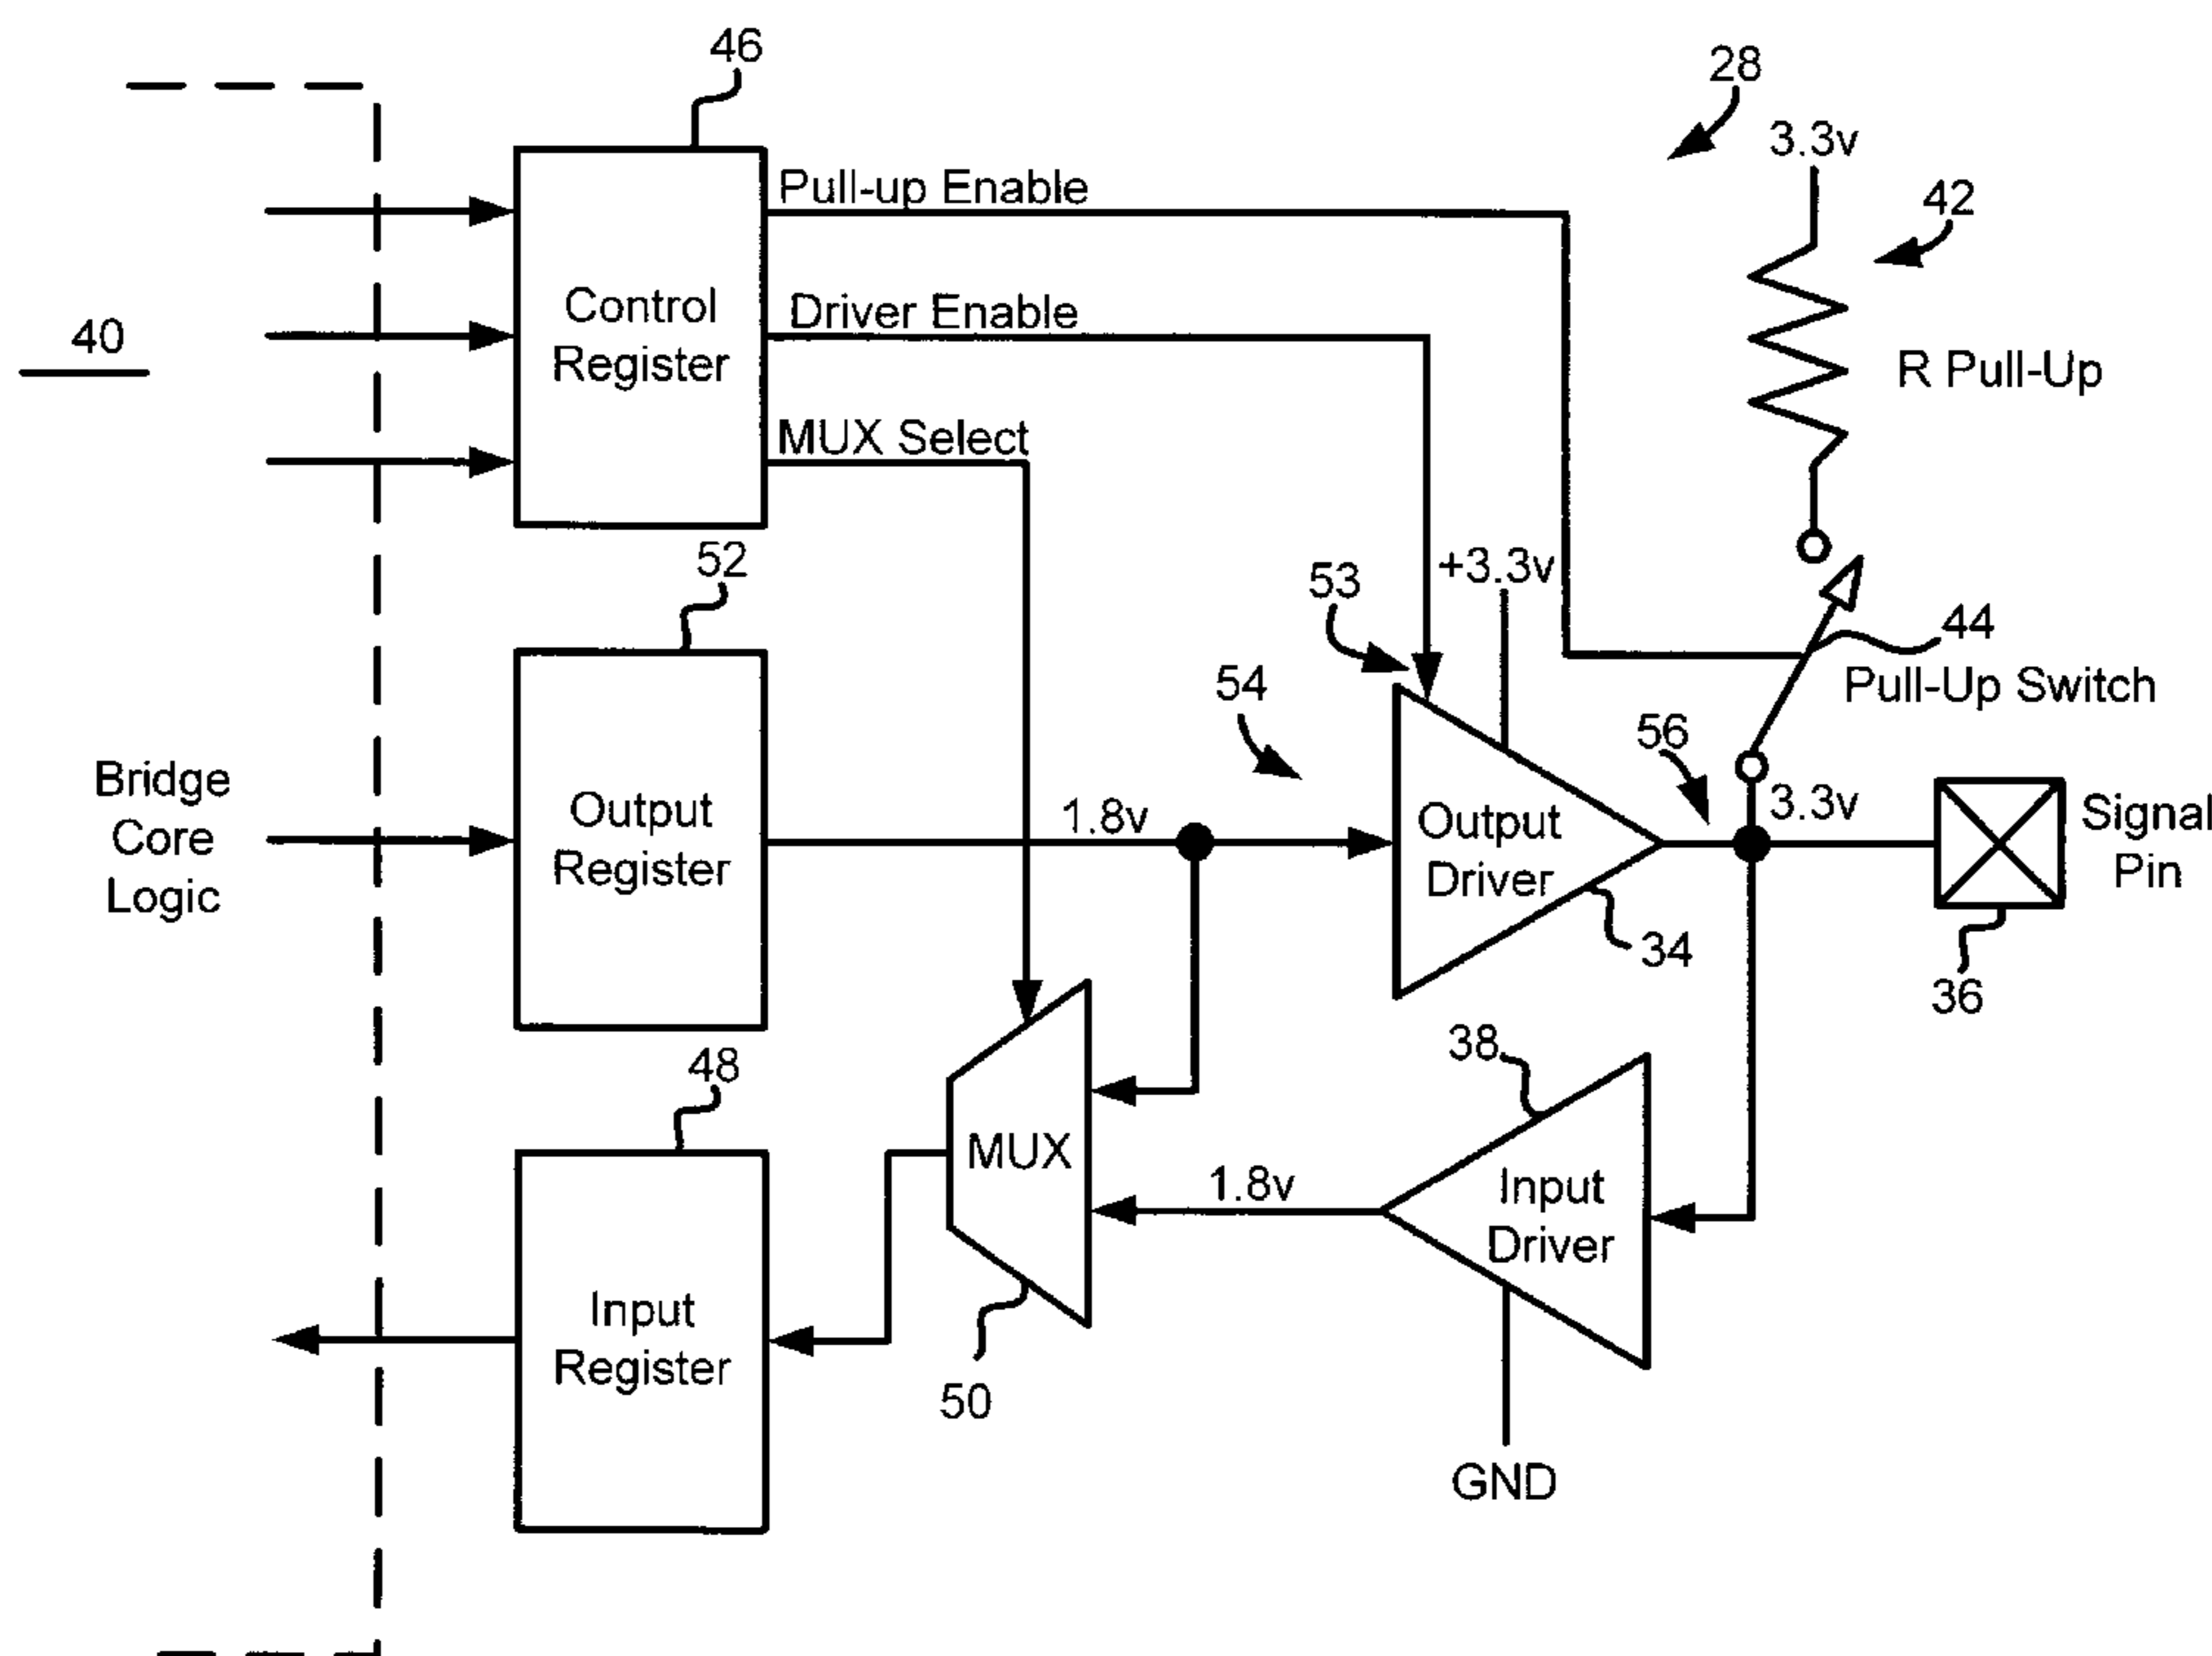 46
28
3.3v
Pull-up Enable
42
Control
Register
Driver Enable
40
R Pull-Up
MUX Select
52
+3.3v
53
44
Pull-Up Switch
54
56
Bridge
Core
Logic
Output
Register
1.8v
Output
Driver
3.3v
Signal
Pin
34
36
48
38
MUX
1.8v
Input
Driver
Input
Register
50
GND